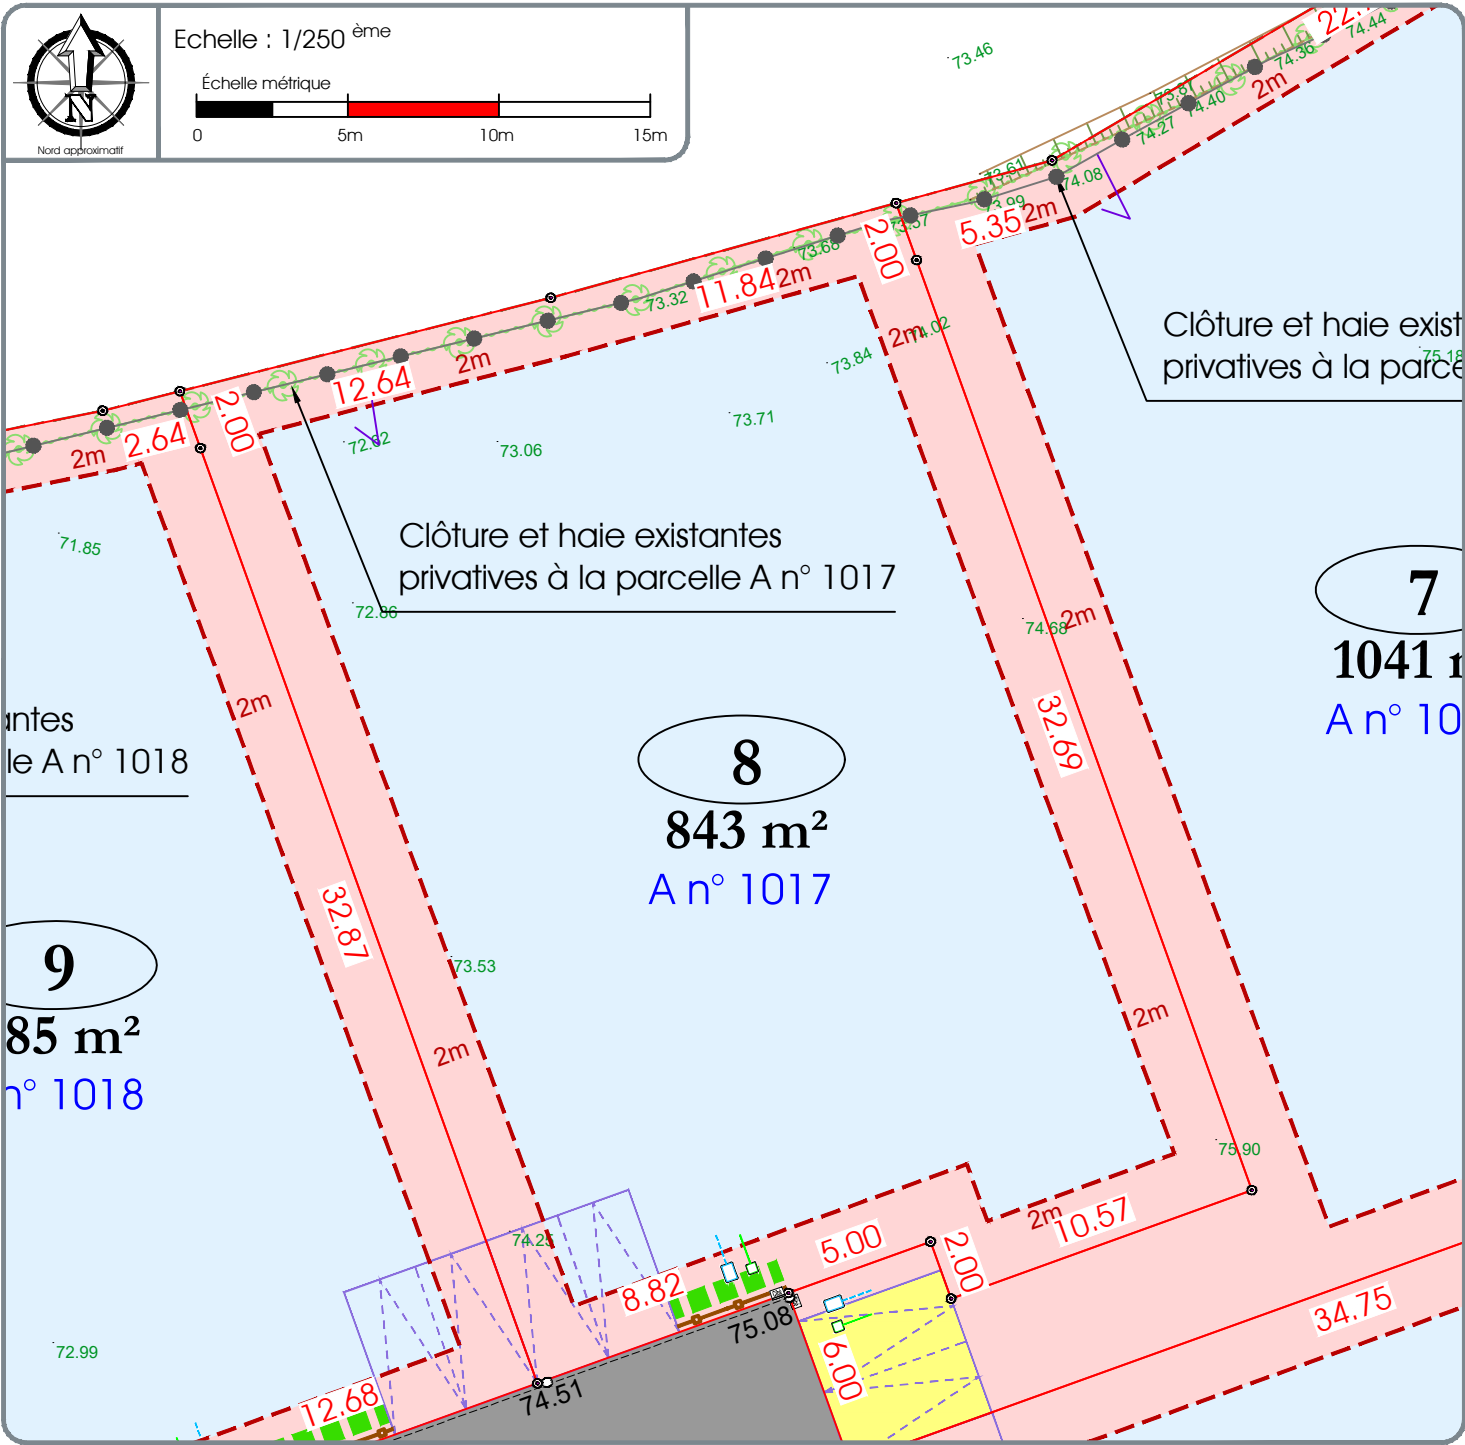 Echelle : 1/250 ème
Échelle métrique
0 5m 10m 15m
N
Nord approximatif
73.46
74.44
74.36
2m
73.87
74.40
74.27
73.61
74.08
73.99
2m
5.35
73.57
2.00
73.68
11.84
2m
73.32
2m
74.02
73.84
12.64
2m
2.00
2.64
2m
72.62
73.06
73.71
71.85
Clôture et haie exist
privatives à la parce
75.18
Clôture et haie existantes
privatives à la parcelle A n° 1017
72.86
74.68
2m
7
1041
A n° 10
2m
32.69
antes
le A n° 1018
8
843 m²
A n° 1017
32.87
73.53
9
85 m²
n° 1018
2m
2m
75.90
74.25
2m
10.57
5.00
2.00
8.82
75.08
6.00
34.75
72.99
12.68
74.51